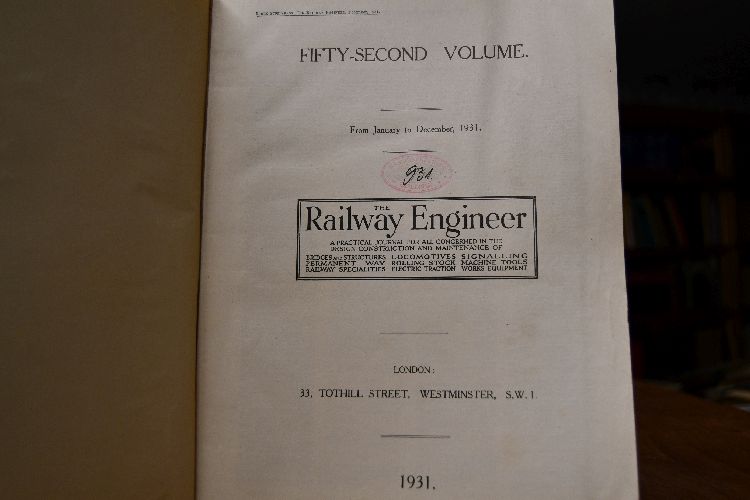 FIFTY-SECOND VOLUME.
From January to December, 1931.
931.
THE
Railway Engineer
A PRACTICAL JOURNAL FOR ALL CONCERNED IN THE
DESIGN CONSTRUCTION AND MAINTENANCE OF
BRIDGES AND STRUCTURES LOCOMOTIVES SIGNALLING
PERMANENT WAY ROLLING STOCK MACHINE TOOLS
RAILWAY SPECIALITIES ELECTRIC TRACTION WORKS EQUIPMENT
LONDON:
33, TOTHILL STREET, WESTMINSTER, S.W.1.
1931.